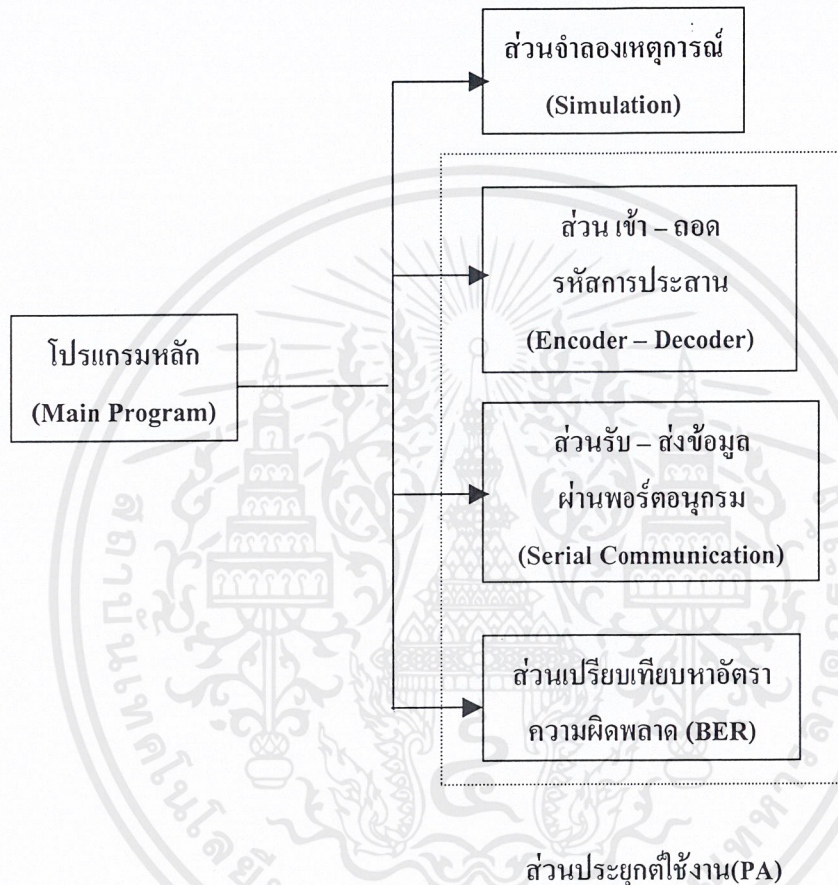 ส่วนจำลองเหตุการณ์
(Simulation)
ส่วน เข้า – ถอด
รหัสการประสาน
(Encoder – Decoder)
โปรแกรมหลัก
(Main Program)
ส่วนรับ – ส่งข้อมูล
ผ่านพอร์ตอนุกรม
(Serial Communication)
ส่วนเปรียบเทียบหาอัตรา
ความผิดพลาด (BER)
ส่วนประยุกต์ใช้งาน(PA)